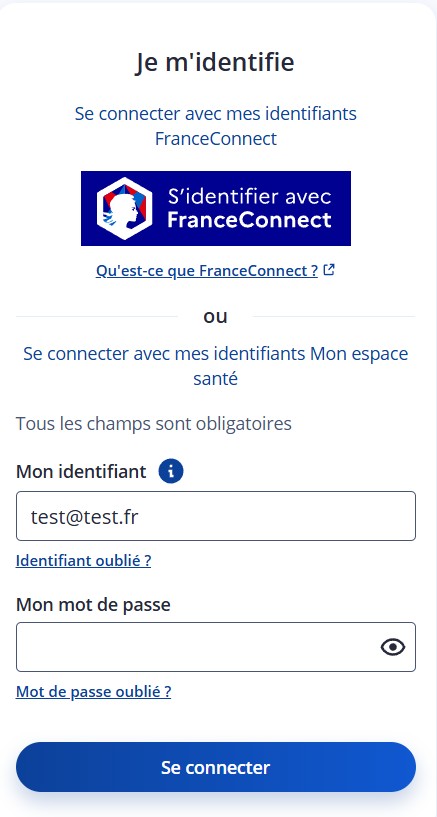 Je m'identifie
Se connecter avec mes identifiants
FranceConnect
S'identifier avec
FranceConnect
Qu'est-ce que FranceConnect ?
ou
Se connecter avec mes identifiants Mon espace
santé
Tous les champs sont obligatoires
Mon identifiant
test@test.fr
Identifiant oublié ?
Mon mot de passe
Mot de passe oublié ?
Se connecter